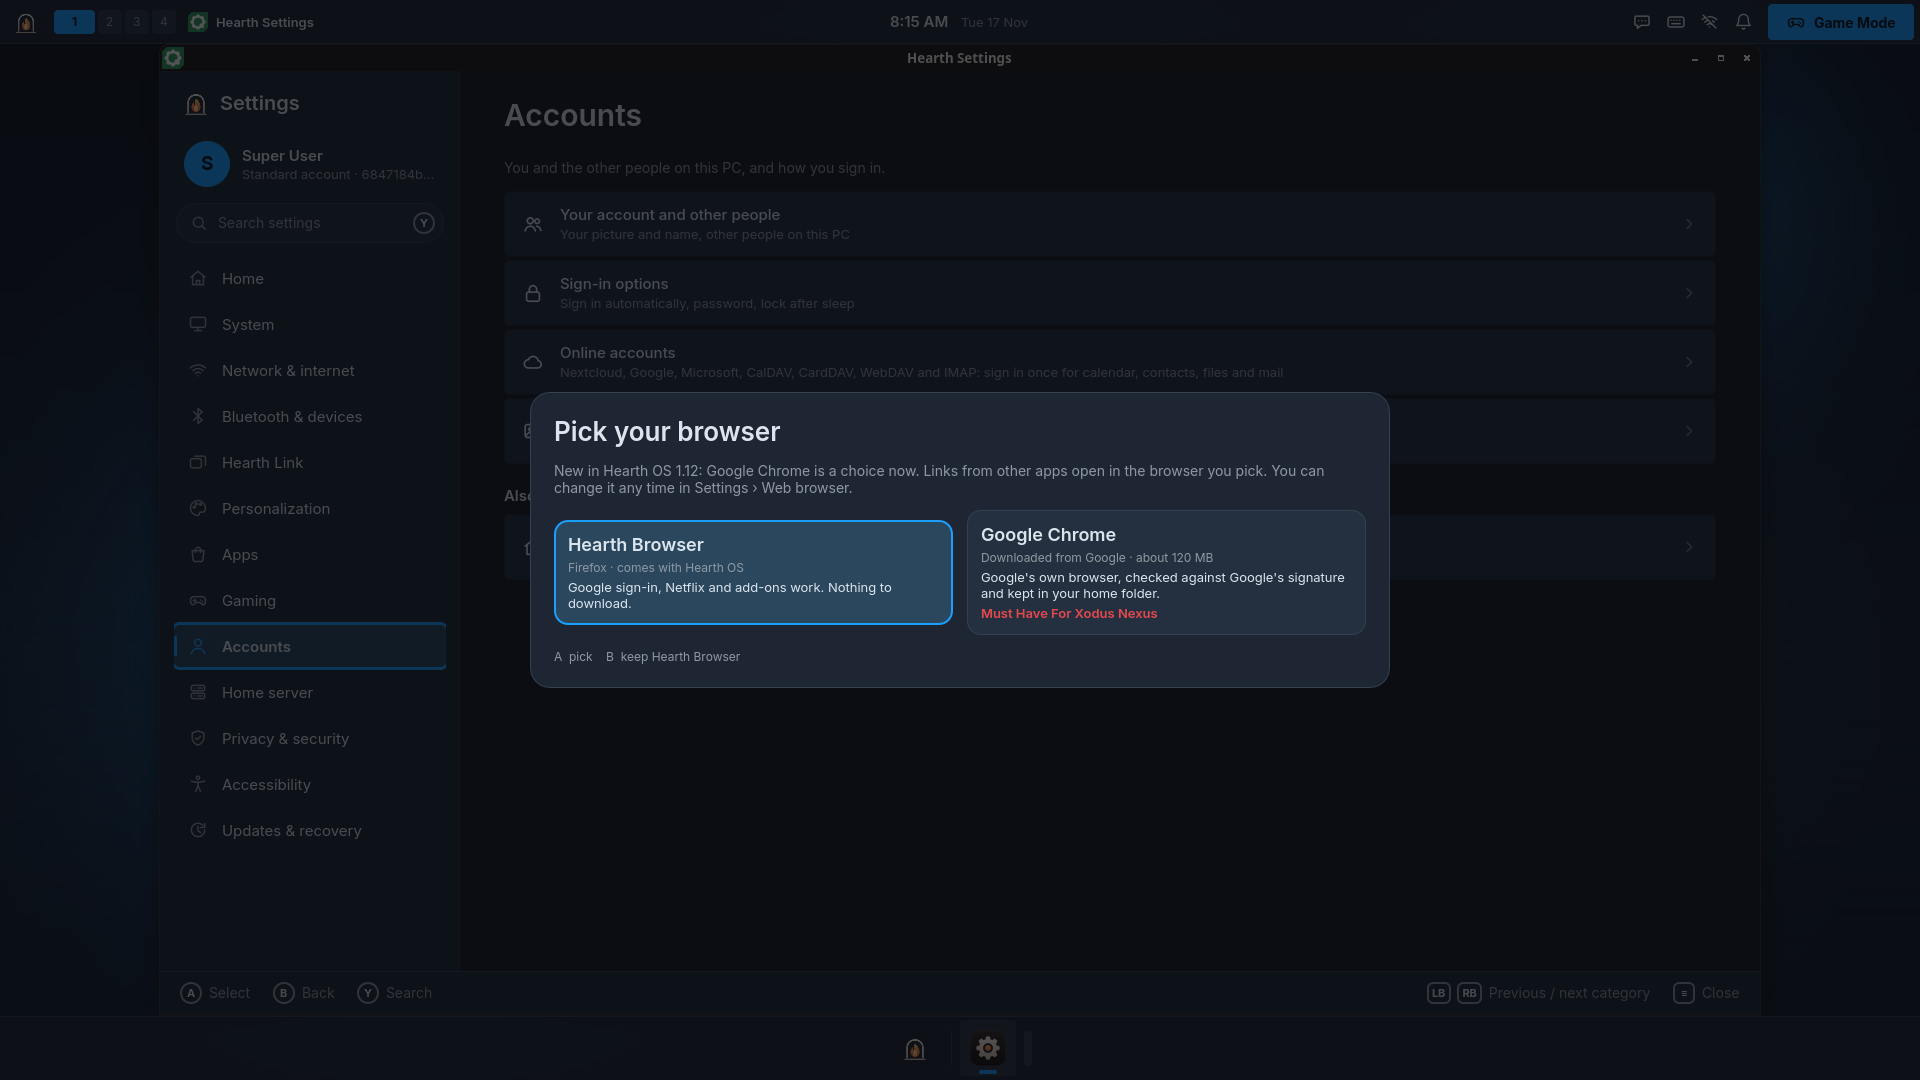 1 2 3 4 Hearth Settings
8:15 AM Tue 17 Nov
Game Mode
Hearth Settings
Settings
S
Super User
Standard account · 6847184b...
Search settings Y
Home
System
Network & internet
Bluetooth & devices
Hearth Link
Personalization
Apps
Gaming
Accounts
Home server
Privacy & security
Accessibility
Updates & recovery
Accounts
You and the other people on this PC, and how you sign in.
Your account and other people
Your picture and name, other people on this PC
Sign-in options
Sign in automatically, password, lock after sleep
Online accounts
Nextcloud, Google, Microsoft, CalDAV, CardDAV, WebDAV and IMAP: sign in once for calendar, contacts, files and mail
Pick your browser
New in Hearth OS 1.12: Google Chrome is a choice now. Links from other apps open in the browser you pick. You can
change it any time in Settings › Web browser.
Hearth Browser
Firefox · comes with Hearth OS
Google sign-in, Netflix and add-ons work. Nothing to
download.
Google Chrome
Downloaded from Google · about 120 MB
Google's own browser, checked against Google's signature
and kept in your home folder.
Must Have For Xodus Nexus
A pick B keep Hearth Browser
A Select B Back Y Search
LB RB Previous / next category Close